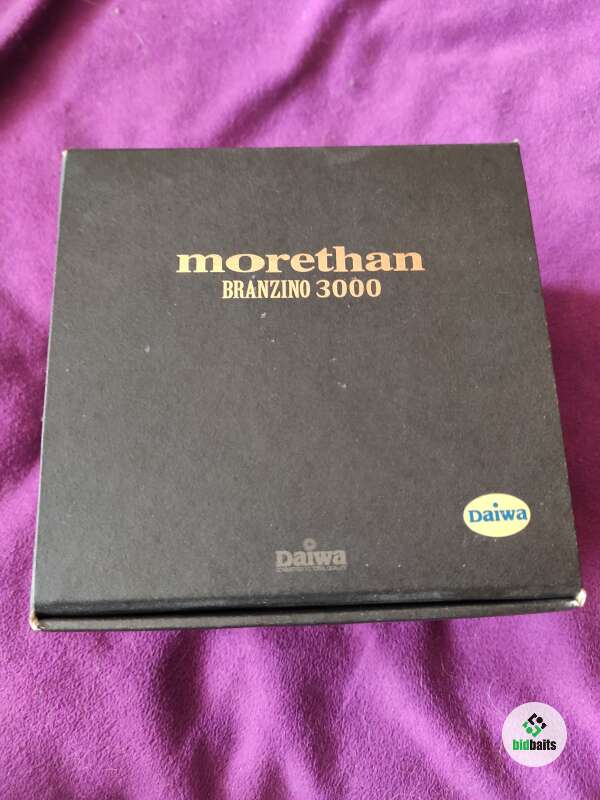 morethan
BRANZINO 3000
Daiwa
Daiwa
bidbaits